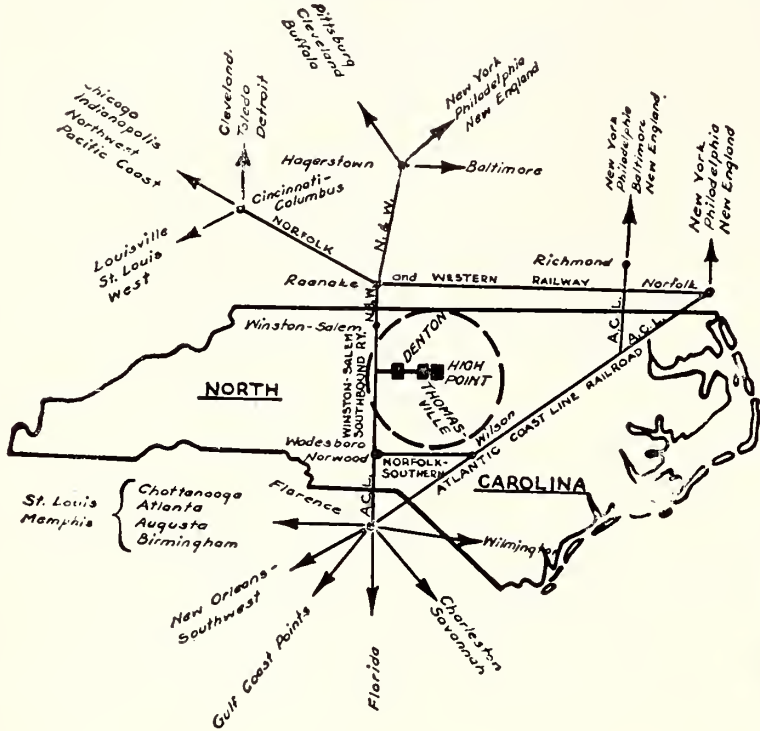 Pittsburg
Cleveland
Buffalo
New York
Philadelphia
New England
Cleveland.
Toledo
Detroit
Chicago
Indianapolis
Northwest
Pacific Coast
Hagerstown
Baltimore
New York
Philadelphia
Baltimore
New England
New York
Philadelphia
New England
Cincinnati-
Columbus
Louisville
St. Louis
West
NORFOLK
N. & W.
Richmond
Roanoke
and WESTERN RAILWAY
Norfolk
N. & W.
A.C.L.
A.C.L.
Winston-Salem
WINSTON-SALEM
SOUTHBOUND RY.
DENTON
HIGH
POINT
THOMAS-
VILLE
NORTH
Wadesboro
Norwood
NORFOLK-
SOUTHERN
Wilson
ATLANTIC COAST LINE RAILROAD
CAROLINA
A.C.L.
Florence
St. Louis
Memphis
Chattanooga
Atlanta
Augusta
Birmingham
Wilmington
New Orleans-
Southwest
Gulf Coast Points
Florida
Charleston
Savannah